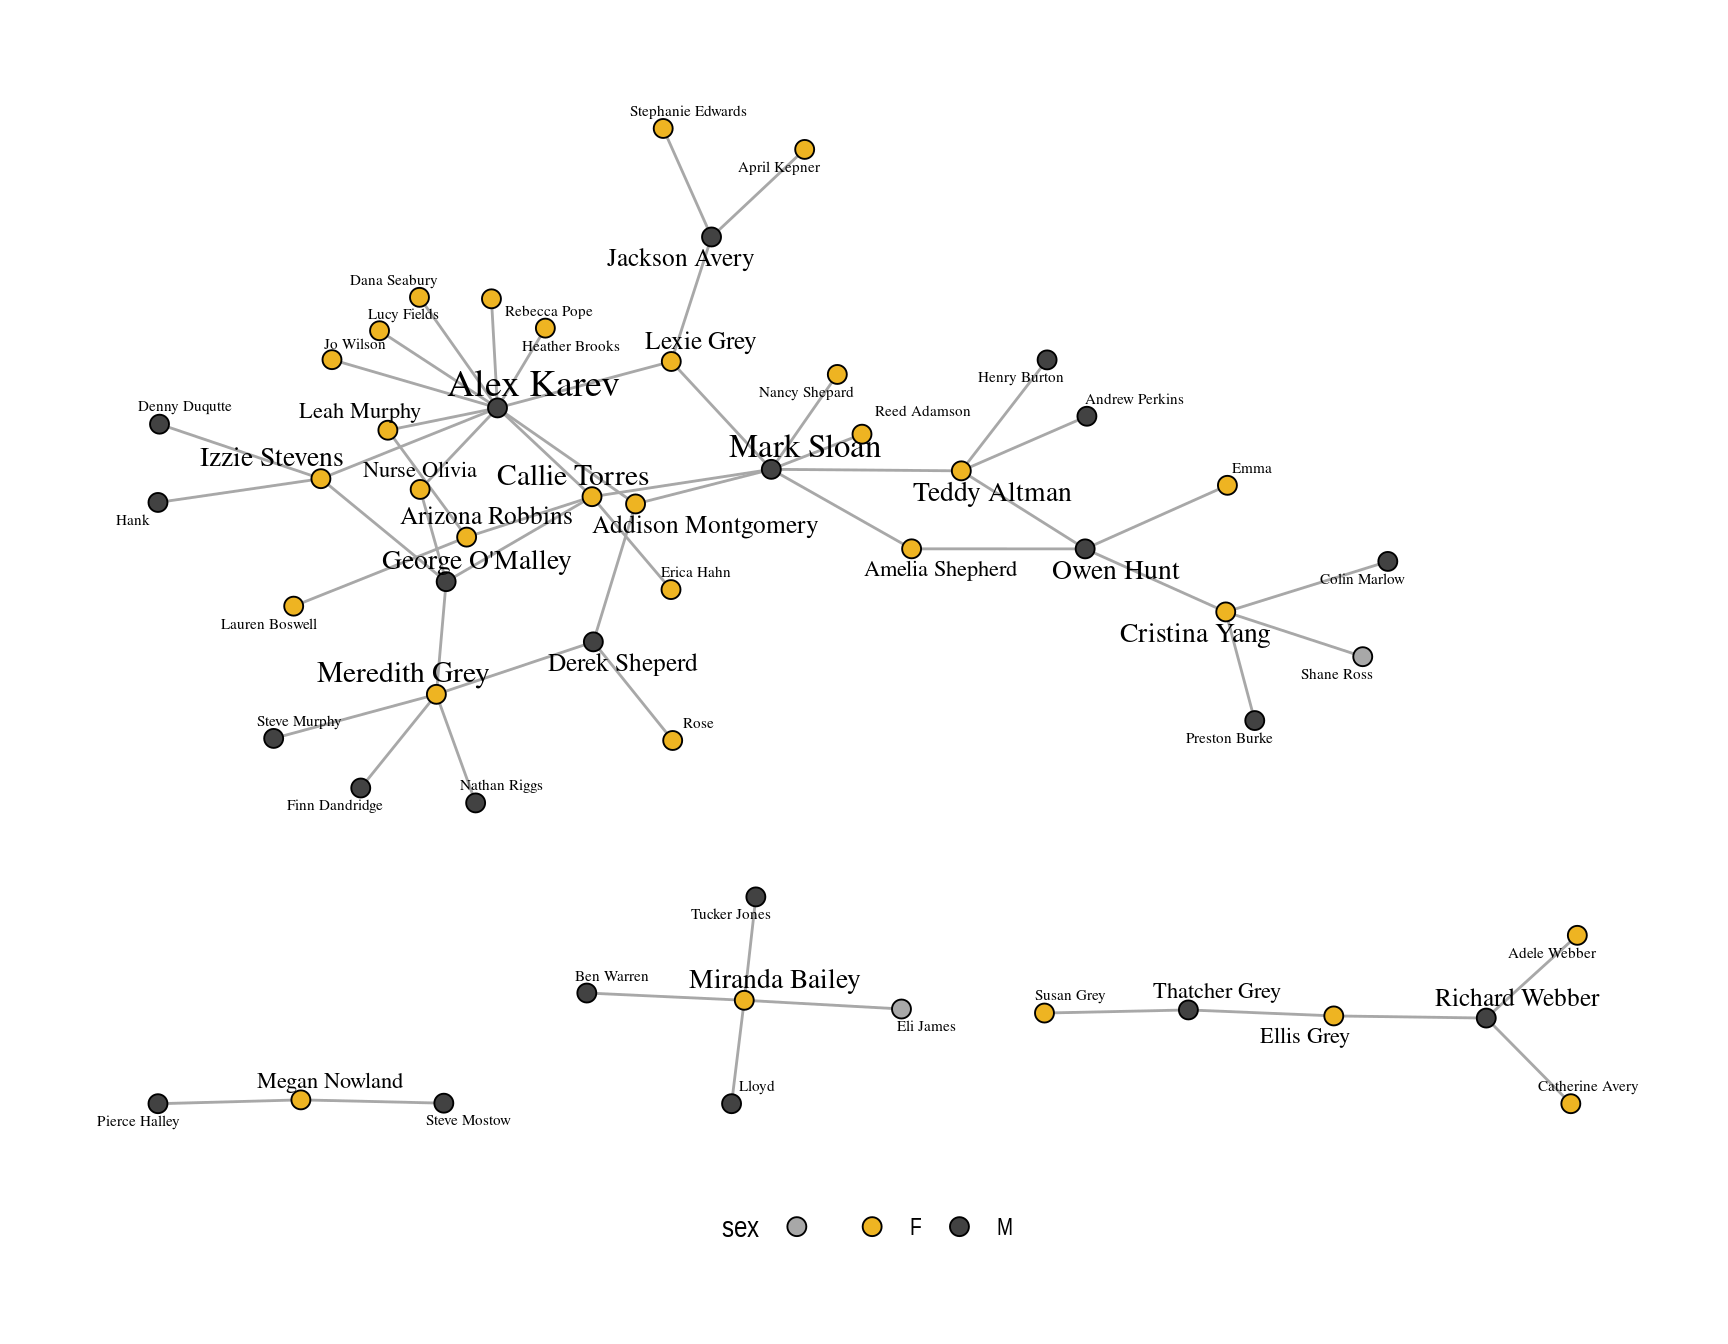 Stephanie Edwards
April Kepner
Jackson Avery
Dana Seabury
Rebecca Pope
Lucy Fields
Heather Brooks
Jo Wilson
Lexie Grey
Alex Karev
Henry Burton
Nancy Shepard
Andrew Perkins
Denny Duqutte
Leah Murphy
Reed Adamson
Mark Sloan
Izzie Stevens
Nurse Olivia
Callie Torres
Emma
Teddy Altman
Hank
Arizona Robbins
Addison Montgomery
George O'Malley
Erica Hahn
Amelia Shepherd
Owen Hunt
Colin Marlow
Lauren Boswell
Cristina Yang
Derek Sheperd
Meredith Grey
Shane Ross
Steve Murphy
Rose
Preston Burke
Nathan Riggs
Finn Dandridge
Tucker Jones
Adele Webber
Ben Warren
Miranda Bailey
Susan Grey
Thatcher Grey
Richard Webber
Eli James
Ellis Grey
Megan Nowland
Lloyd
Catherine Avery
Pierce Halley
Steve Mostow
sex F M